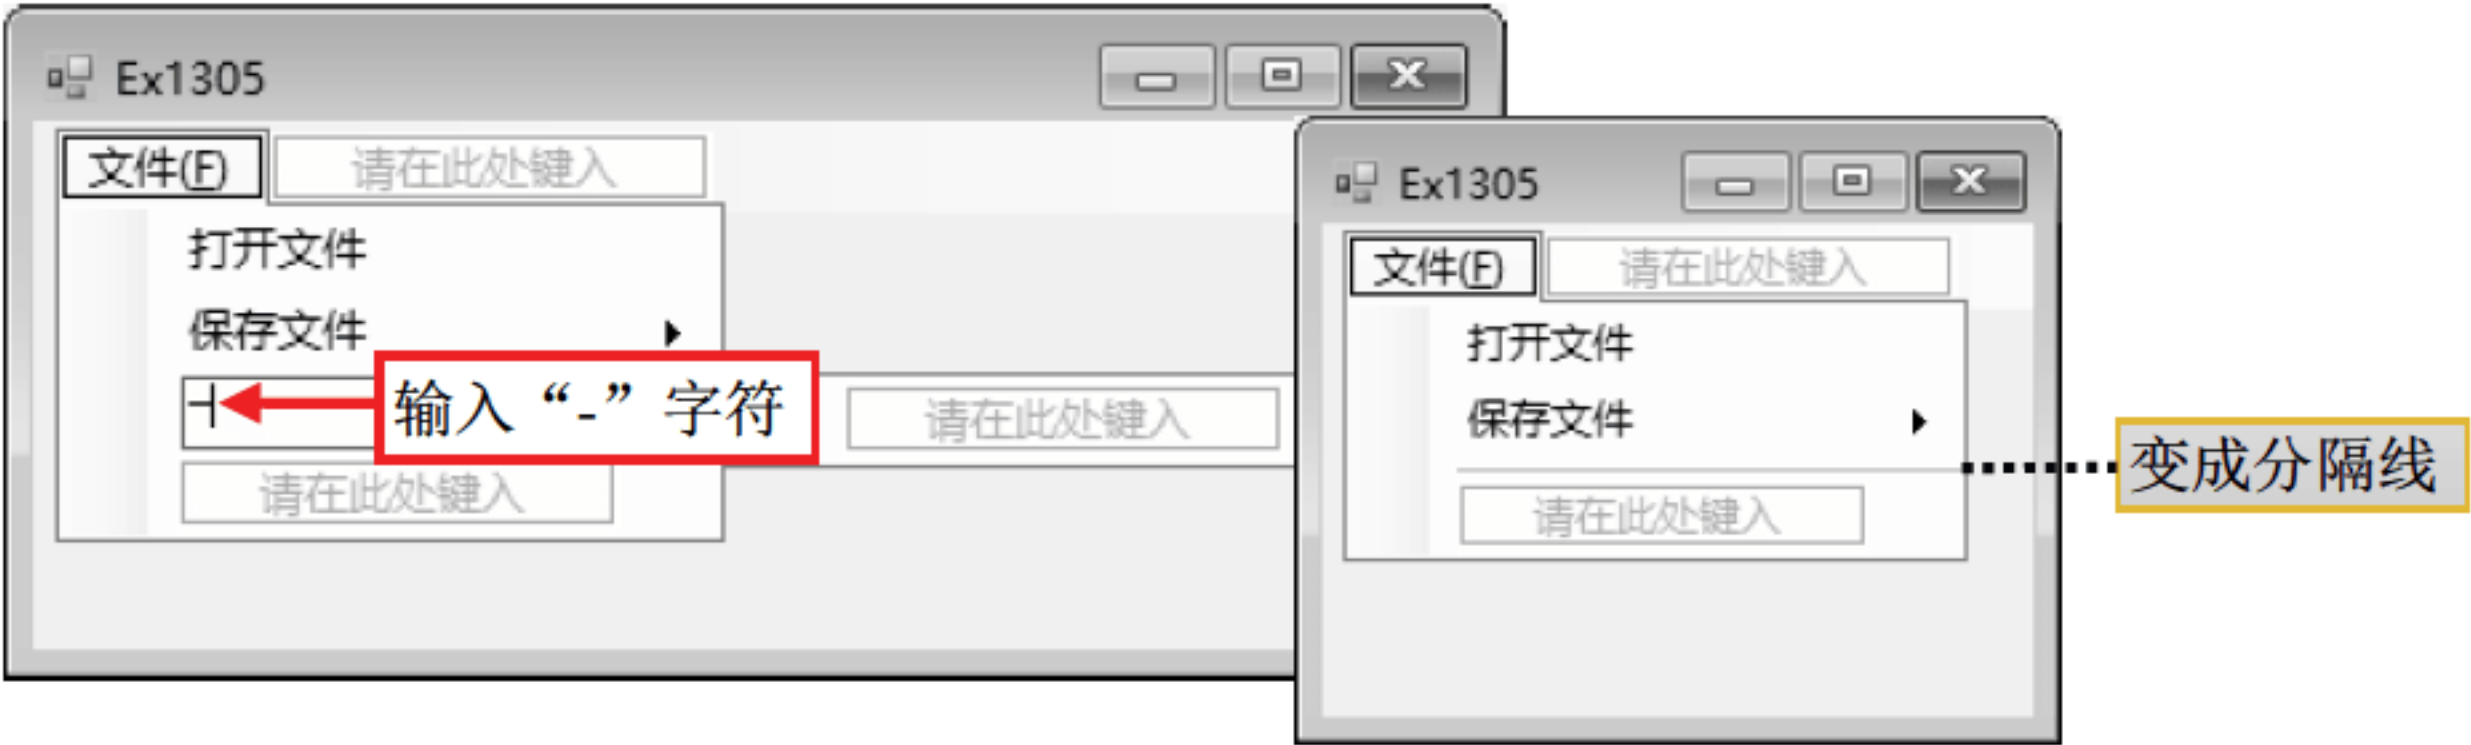 Ex1305
文件(F) 请在此处键入
打开文件
保存文件
- 输入“-”字符 请在此处键入
请在此处键入
Ex1305
文件(F) 请在此处键入
打开文件
保存文件
变成分隔线
请在此处键入